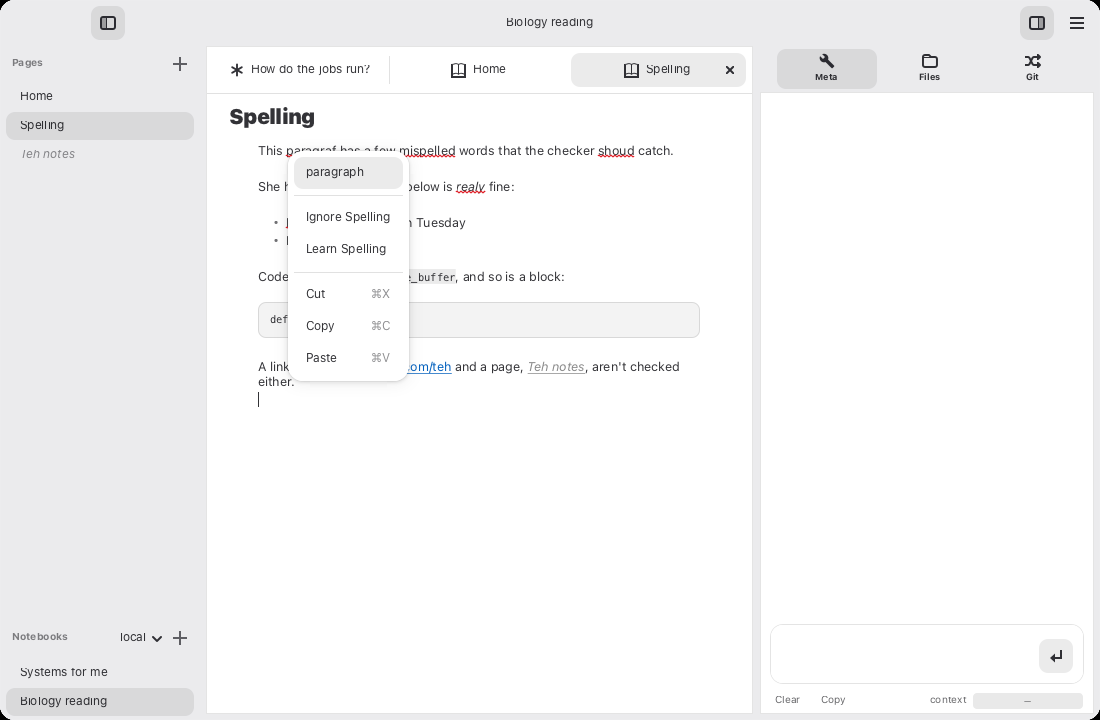 Biology reading
Pages
Home
Spelling
Teh notes
Notebooks
local
Systems for me
Biology reading
How do the jobs run?
Home
Spelling
Spelling
This paragraf has a few mispelled words that the checker shoud catch.
She below is realy fine:
Tuesday
Code e_buffer, and so is a block:
def
A link om/teh and a page, Teh notes, aren't checked
either.
paragraph
Ignore Spelling
Learn Spelling
Cut ⌘X
Copy ⌘C
Paste ⌘V
Meta
Files
Git
Clear
Copy
context
—